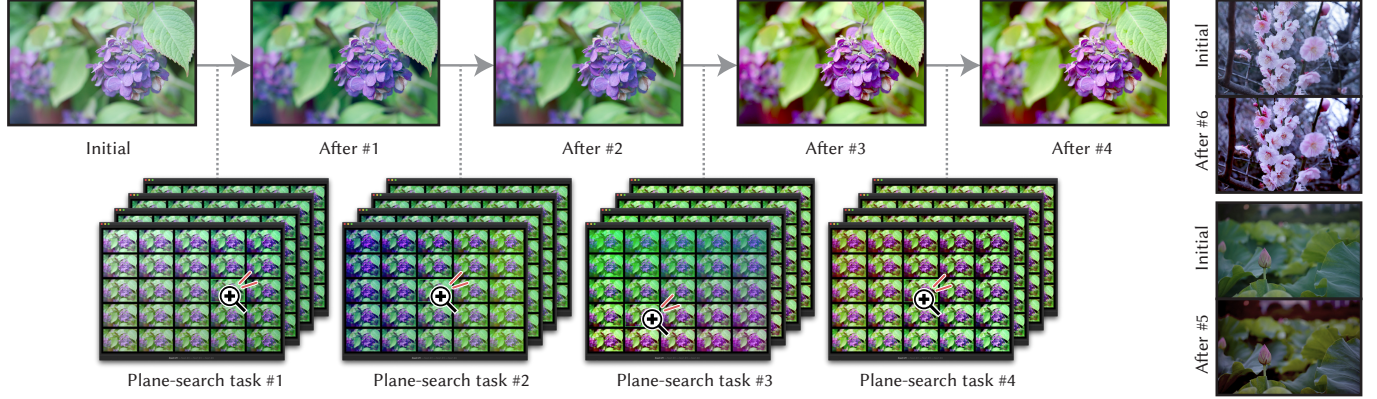 Initial
After #1
After #2
After #3
After #4
Plane-search task #1
Plane-search task #2
Plane-search task #3
Plane-search task #4
Initial
After #6
Initial
After #5